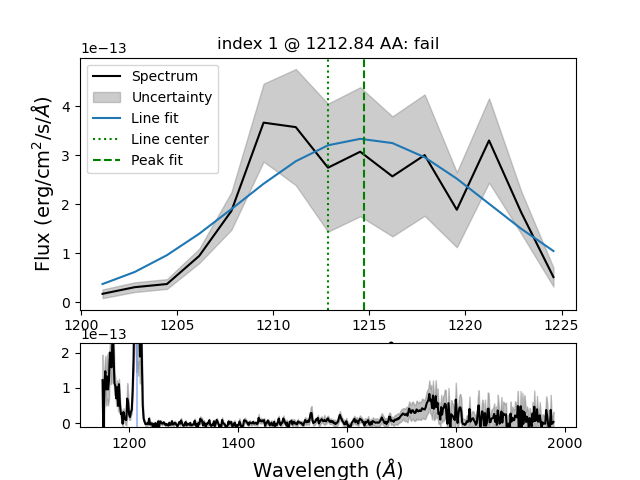 index 1 @ 1212.84 AA: fail
1e−13
Spectrum
Uncertainty
Line fit
Line center
Peak fit
Flux (erg/cm²/s/Å)
4
3
2
1
0
1200 1205 1210 1215 1220 1225
1e−13
2
1
0
1200 1400 1600 1800 2000
Wavelength (Å)